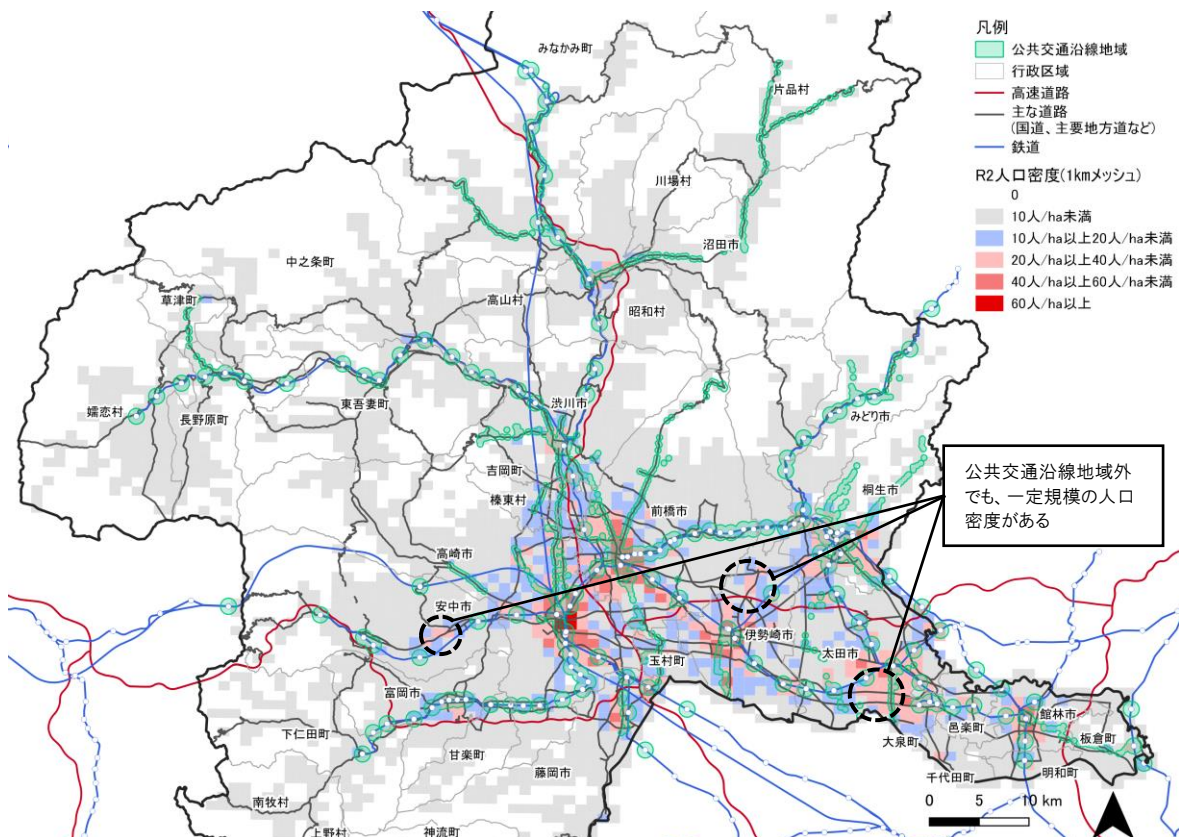 凡例
公共交通沿線地域
行政区域
高速道路
主な道路
(国道、主要地方道など)
鉄道
R2人口密度(1kmメッシュ)
0
10人/ha未満
10人/ha以上20人/ha未満
20人/ha以上40人/ha未満
40人/ha以上60人/ha未満
60人/ha以上
みなかみ町
片品村
川場村
沼田市
中之条町
草津町
高山村
昭和村
嬬恋村
長野原町
東吾妻町
渋川市
みどり市
吉岡町
榛東村
桐生市
前橋市
公共交通沿線地域外
でも、一定規模の人口
密度がある
高崎市
安中市
伊勢崎市
太田市
玉村町
富岡市
館林市
邑楽町
板倉町
下仁田町
大泉町
甘楽町
千代田町
明和町
藤岡市
南牧村
上野村
神流町
0 5 10 km